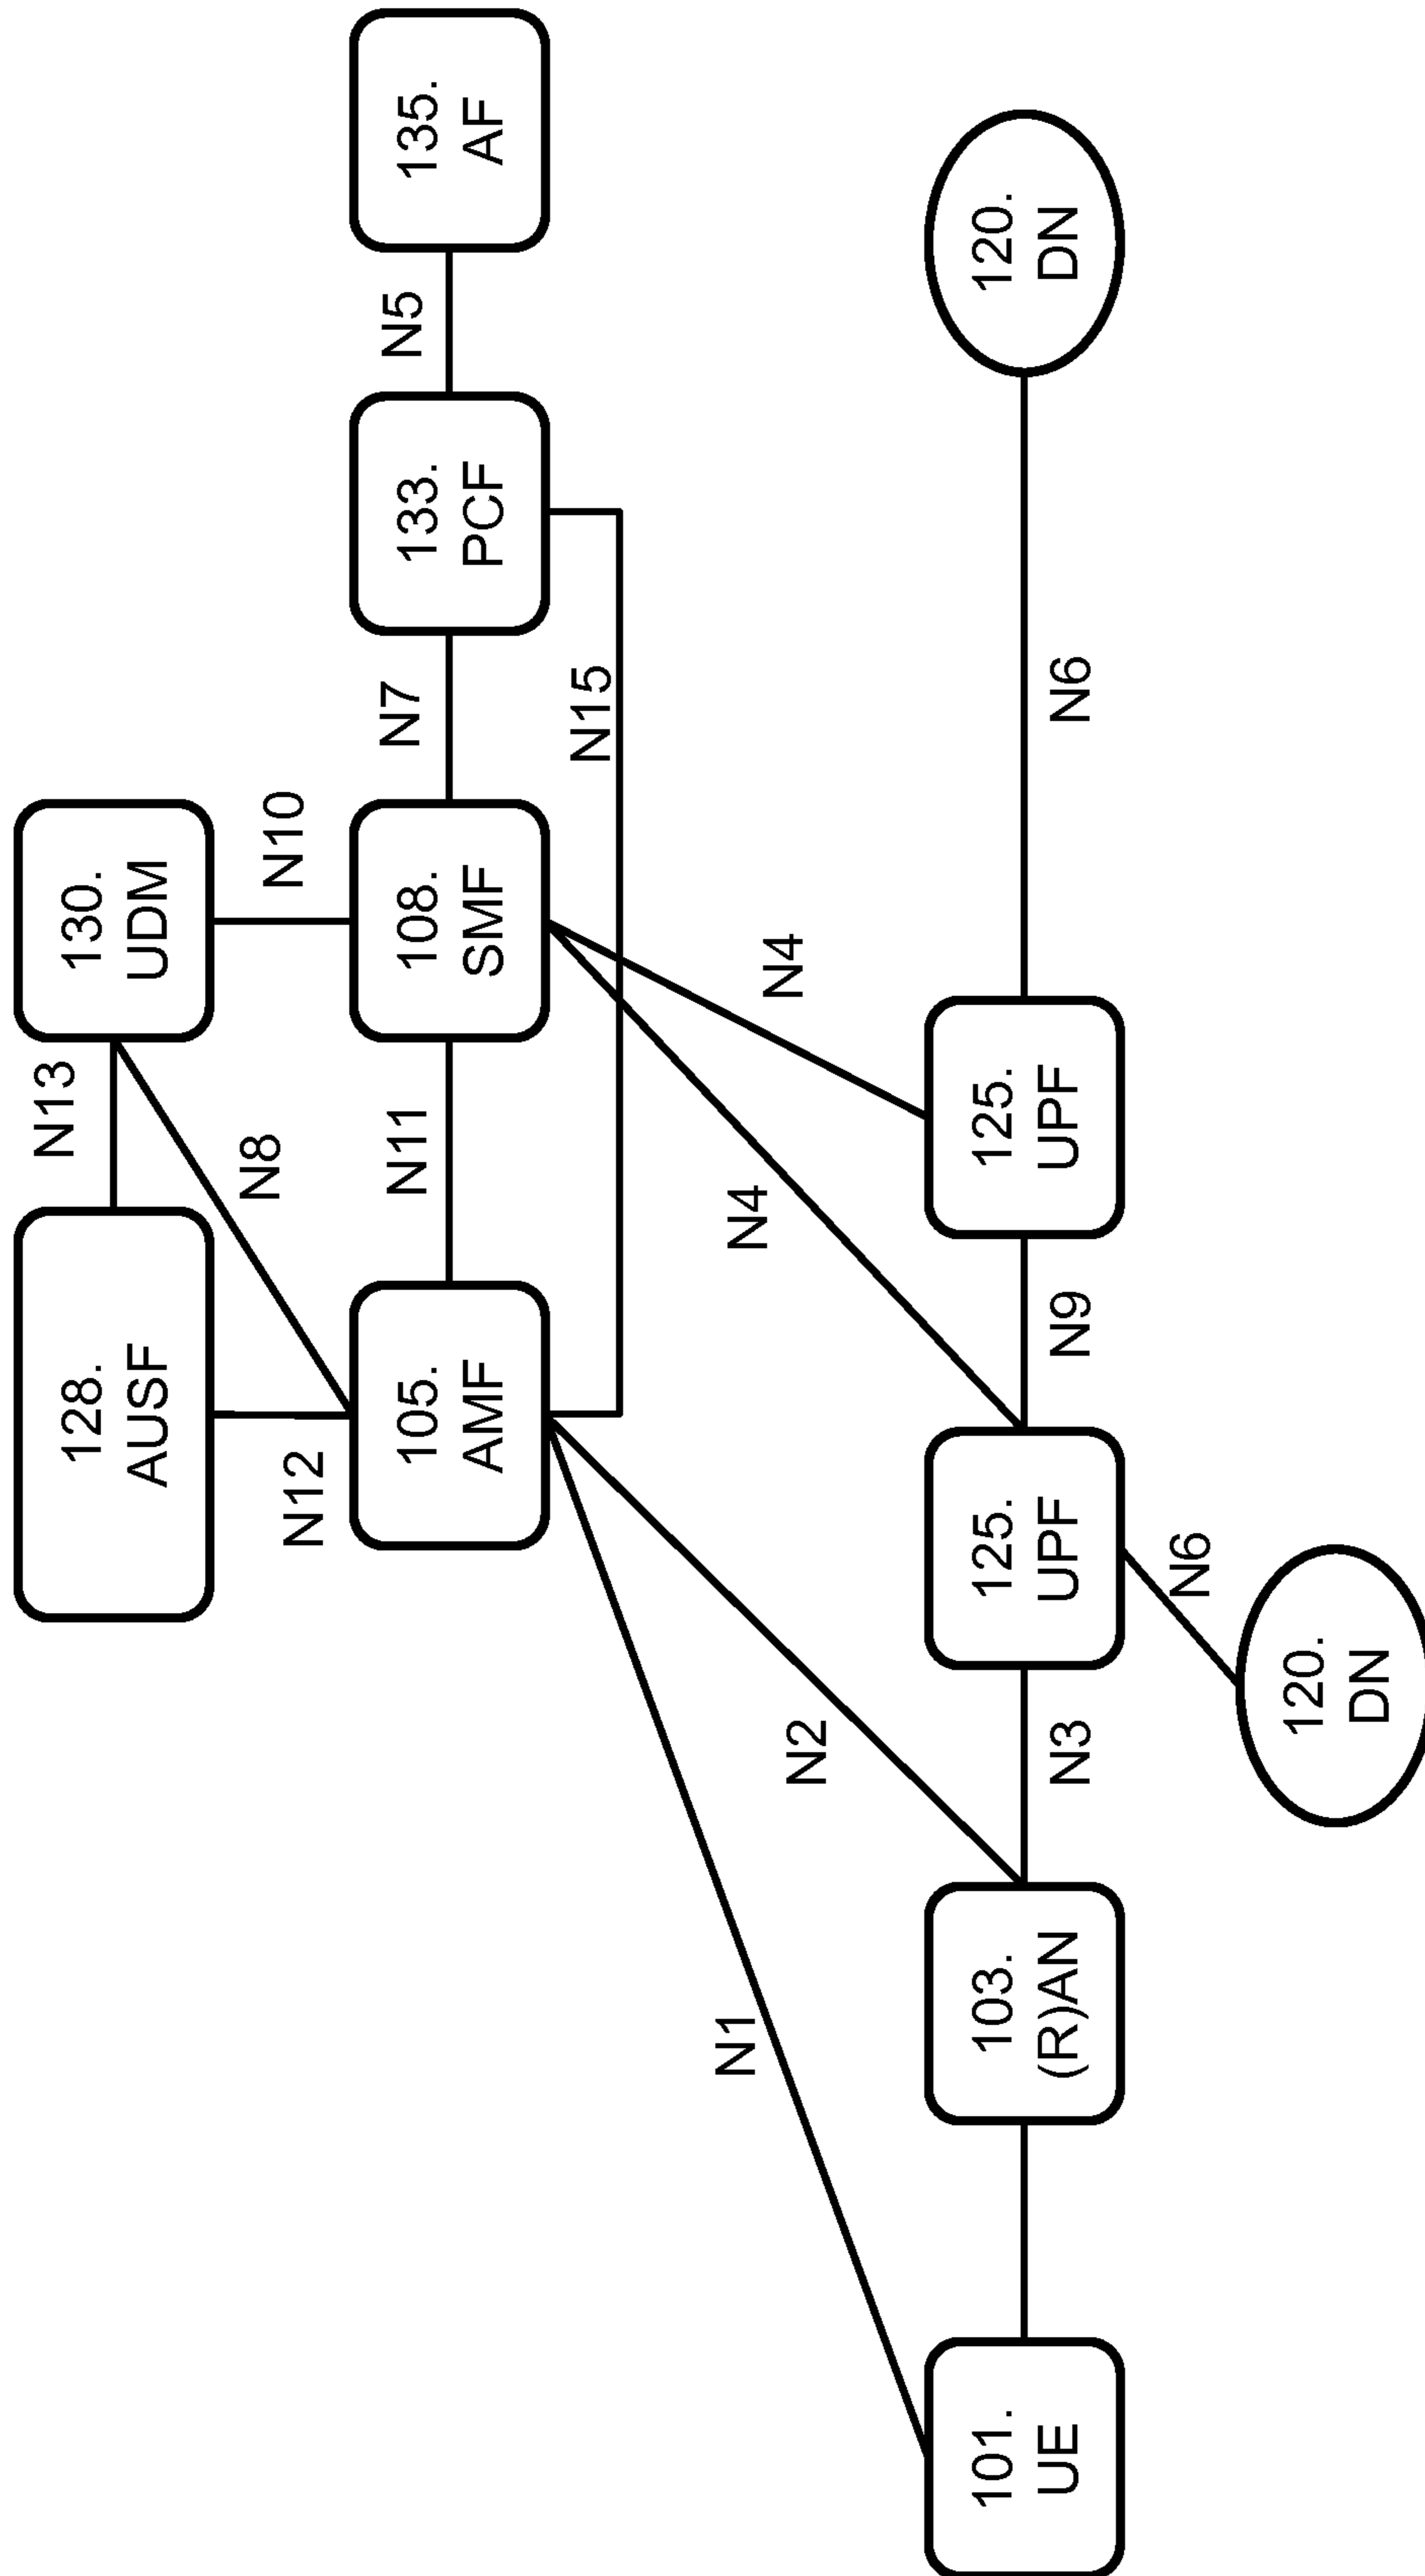 128.
AUSF
N13
130.
UDM
N12
N8
N10
105.
AMF
N11
108.
SMF
N7
133.
PCF
N5
135.
AF
N15
N1
N2
N4
N4
101.
UE
103.
(R)AN
N3
125.
UPF
N9
125.
UPF
N6
120.
DN
N6
120.
DN